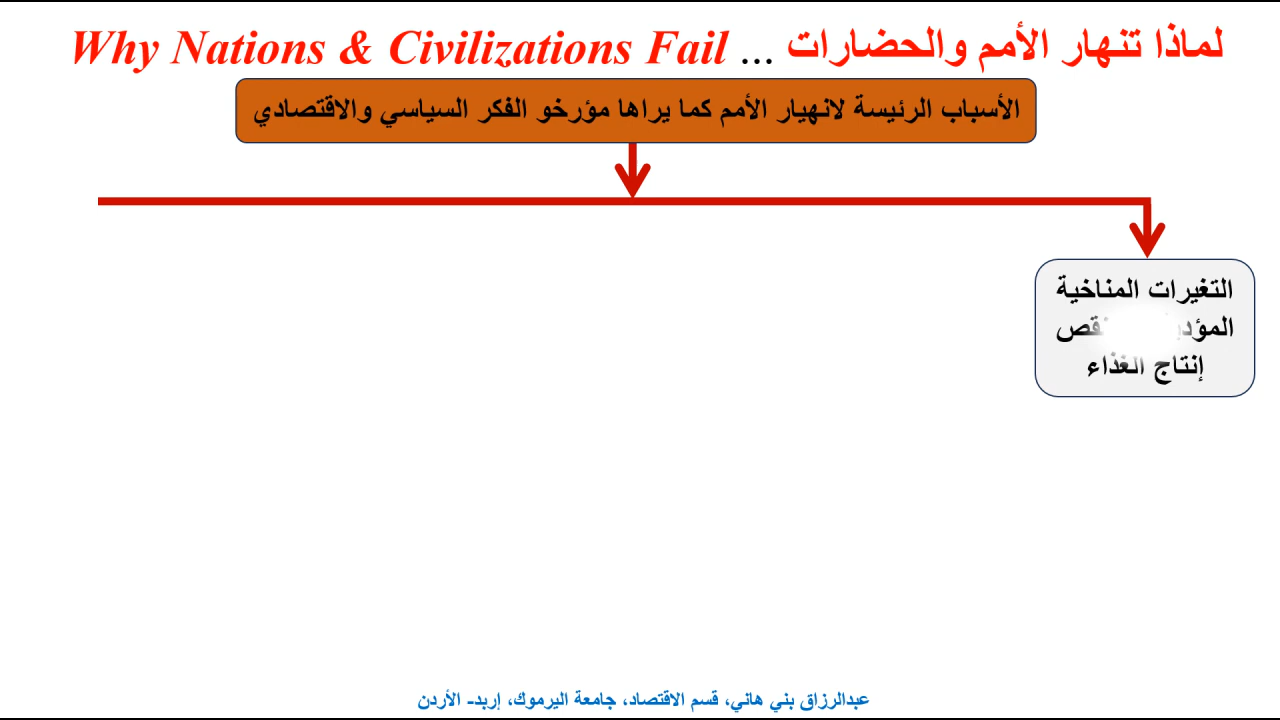 لماذا تنهار الأمم والحضارات ... Why Nations & Civilizations Fail
الأسباب الرئيسة لانهيار الأمم كما يراها مؤرخو الفكر السياسي والاقتصادي
التغيرات المناخية
إنتاج الغذاء
عبدالرزاق بني هاني، قسم الاقتصاد، جامعة اليرموك، إربد- الأردن